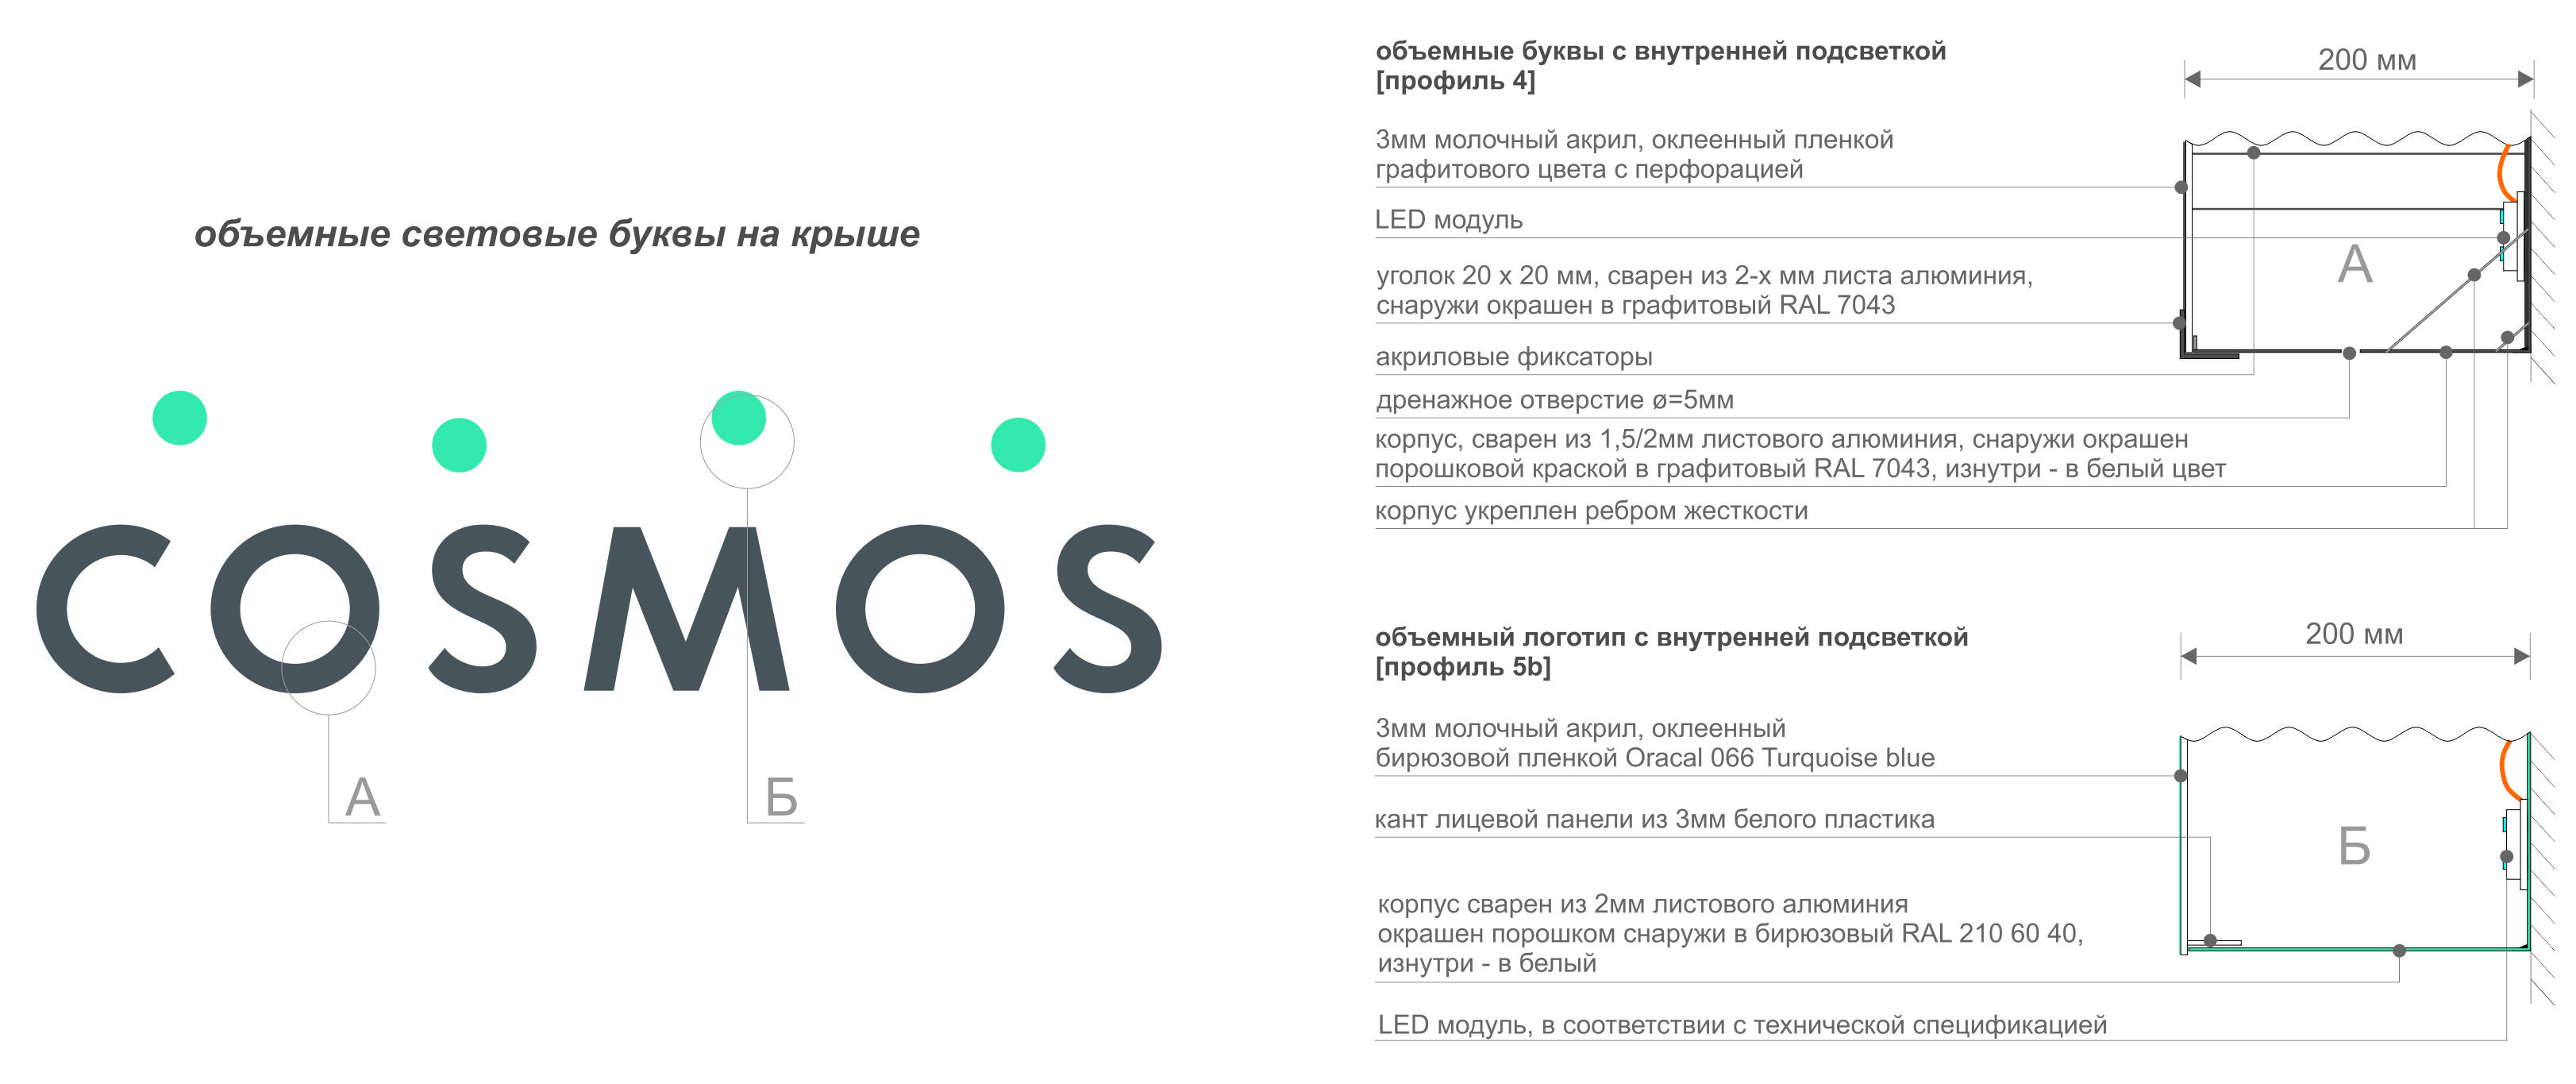 объемные световые буквы на крыше
COSMOS
А
Б
объемные буквы с внутренней подсветкой
[профиль 4]
200 мм
3мм молочный акрил, оклеенный пленкой
графитового цвета с перфорацией
LED модуль
уголок 20 х 20 мм, сварен из 2-х мм листа алюминия,
снаружи окрашен в графитовый RAL 7043
акриловые фиксаторы
дренажное отверстие ø=5мм
корпус, сварен из 1,5/2мм листового алюминия, снаружи окрашен
порошковой краской в графитовый RAL 7043, изнутри - в белый цвет
корпус укреплен ребром жесткости
А
объемный логотип с внутренней подсветкой
[профиль 5b]
200 мм
3мм молочный акрил, оклеенный
бирюзовой пленкой Oracal 066 Turquoise blue
кант лицевой панели из 3мм белого пластика
корпус сварен из 2мм листового алюминия
окрашен порошком снаружи в бирюзовый RAL 210 60 40,
изнутри - в белый
LED модуль, в соответствии с технической спецификацией
Б